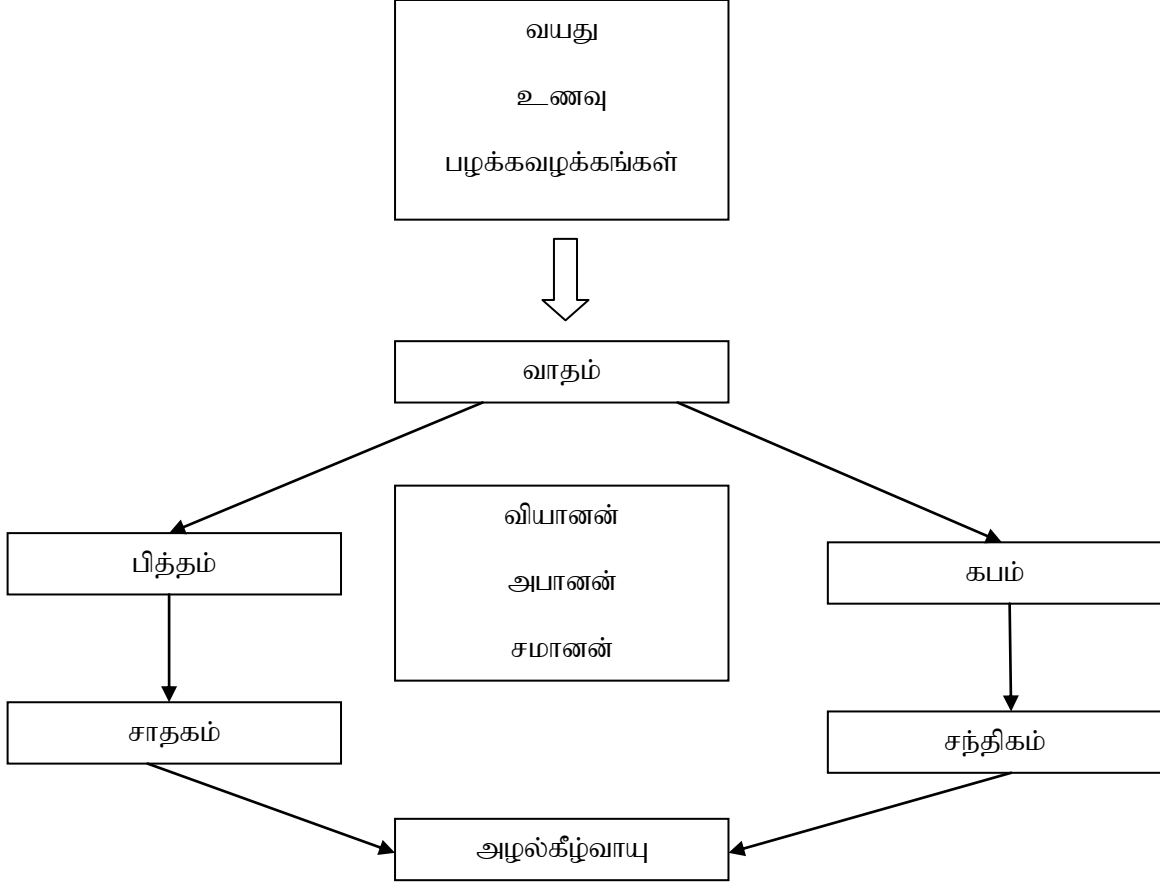 வயது
உணவு
பழக்கவழக்கங்கள்
வாதம்
வியானன்
அபானன்
சமானன்
பித்தம்
கபம்
சாதகம்
சந்திகம்
அழல்கீழ்வாயு